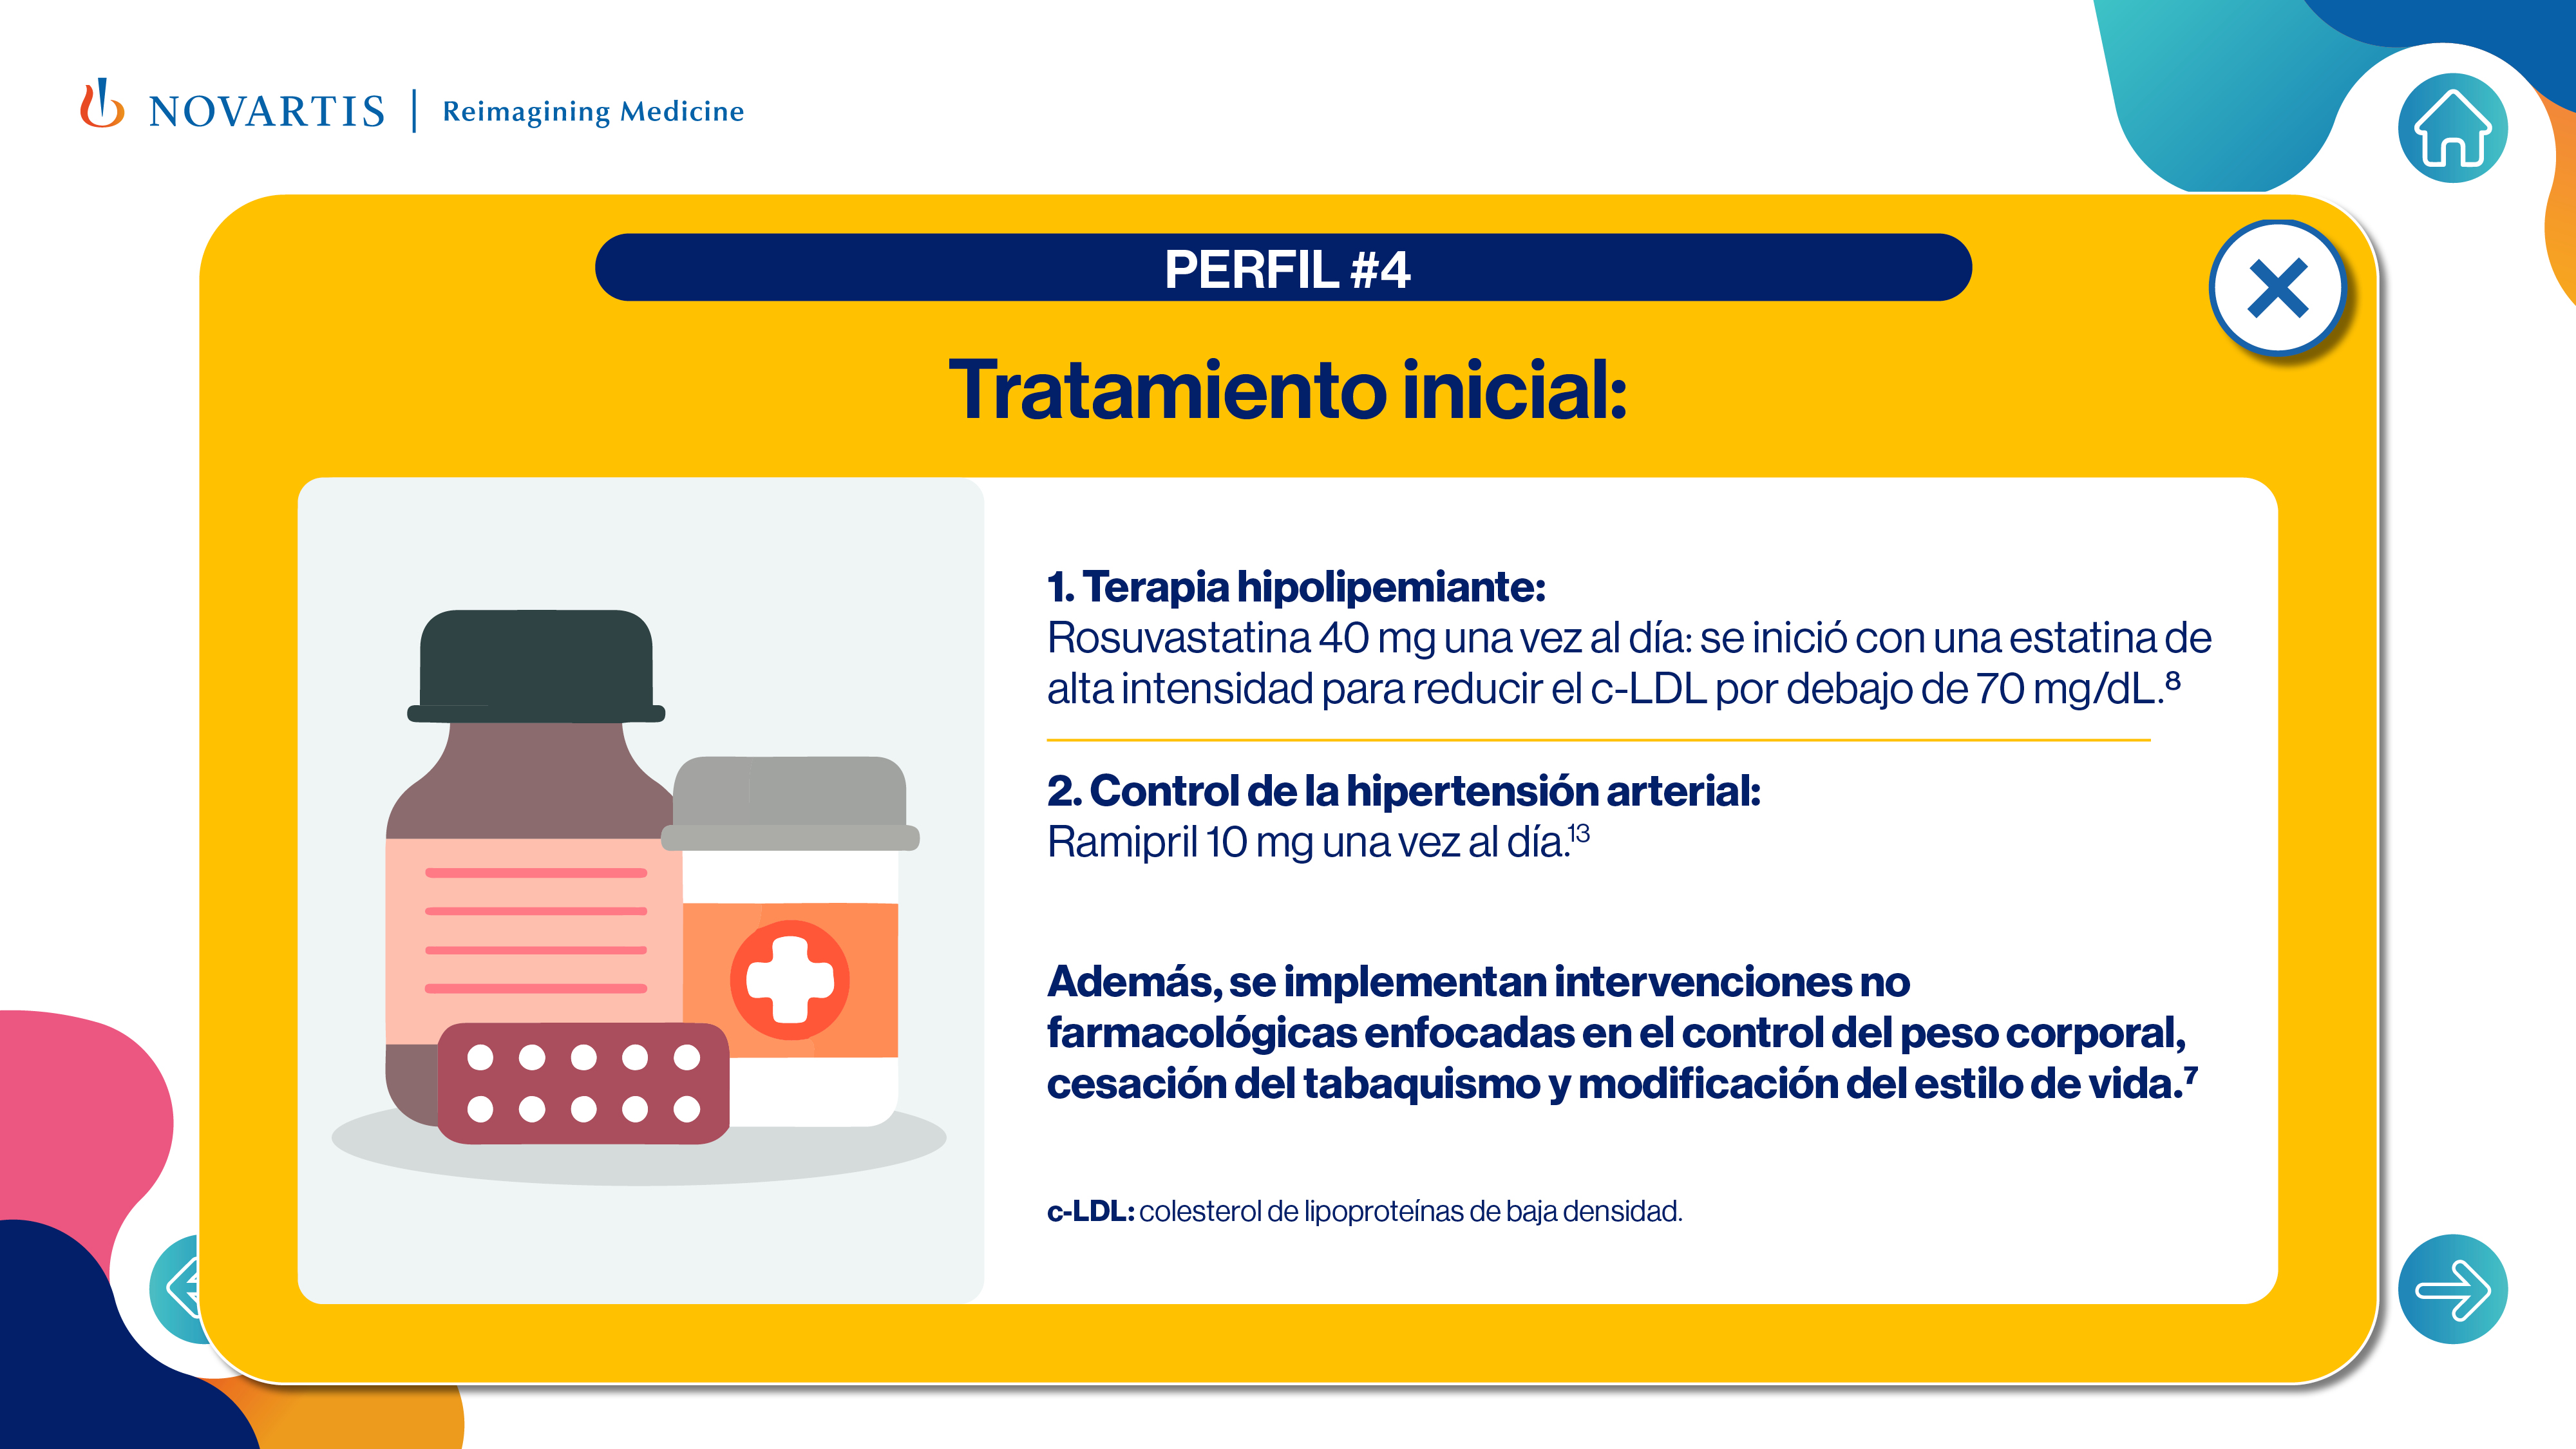 NOVARTIS | Reimagining Medicine
PERFIL #4
Tratamiento inicial:
1. Terapia hipolipemiante:
Rosuvastatina 40 mg una vez al día: se inició con una estatina de
alta intensidad para reducir el c-LDL por debajo de 70 mg/dL.⁸
2. Control de la hipertensión arterial:
Ramipril 10 mg una vez al día.¹³
Además, se implementan intervenciones no
farmacológicas enfocadas en el control del peso corporal,
cesación del tabaquismo y modificación del estilo de vida.⁷
c-LDL: colesterol de lipoproteínas de baja densidad.